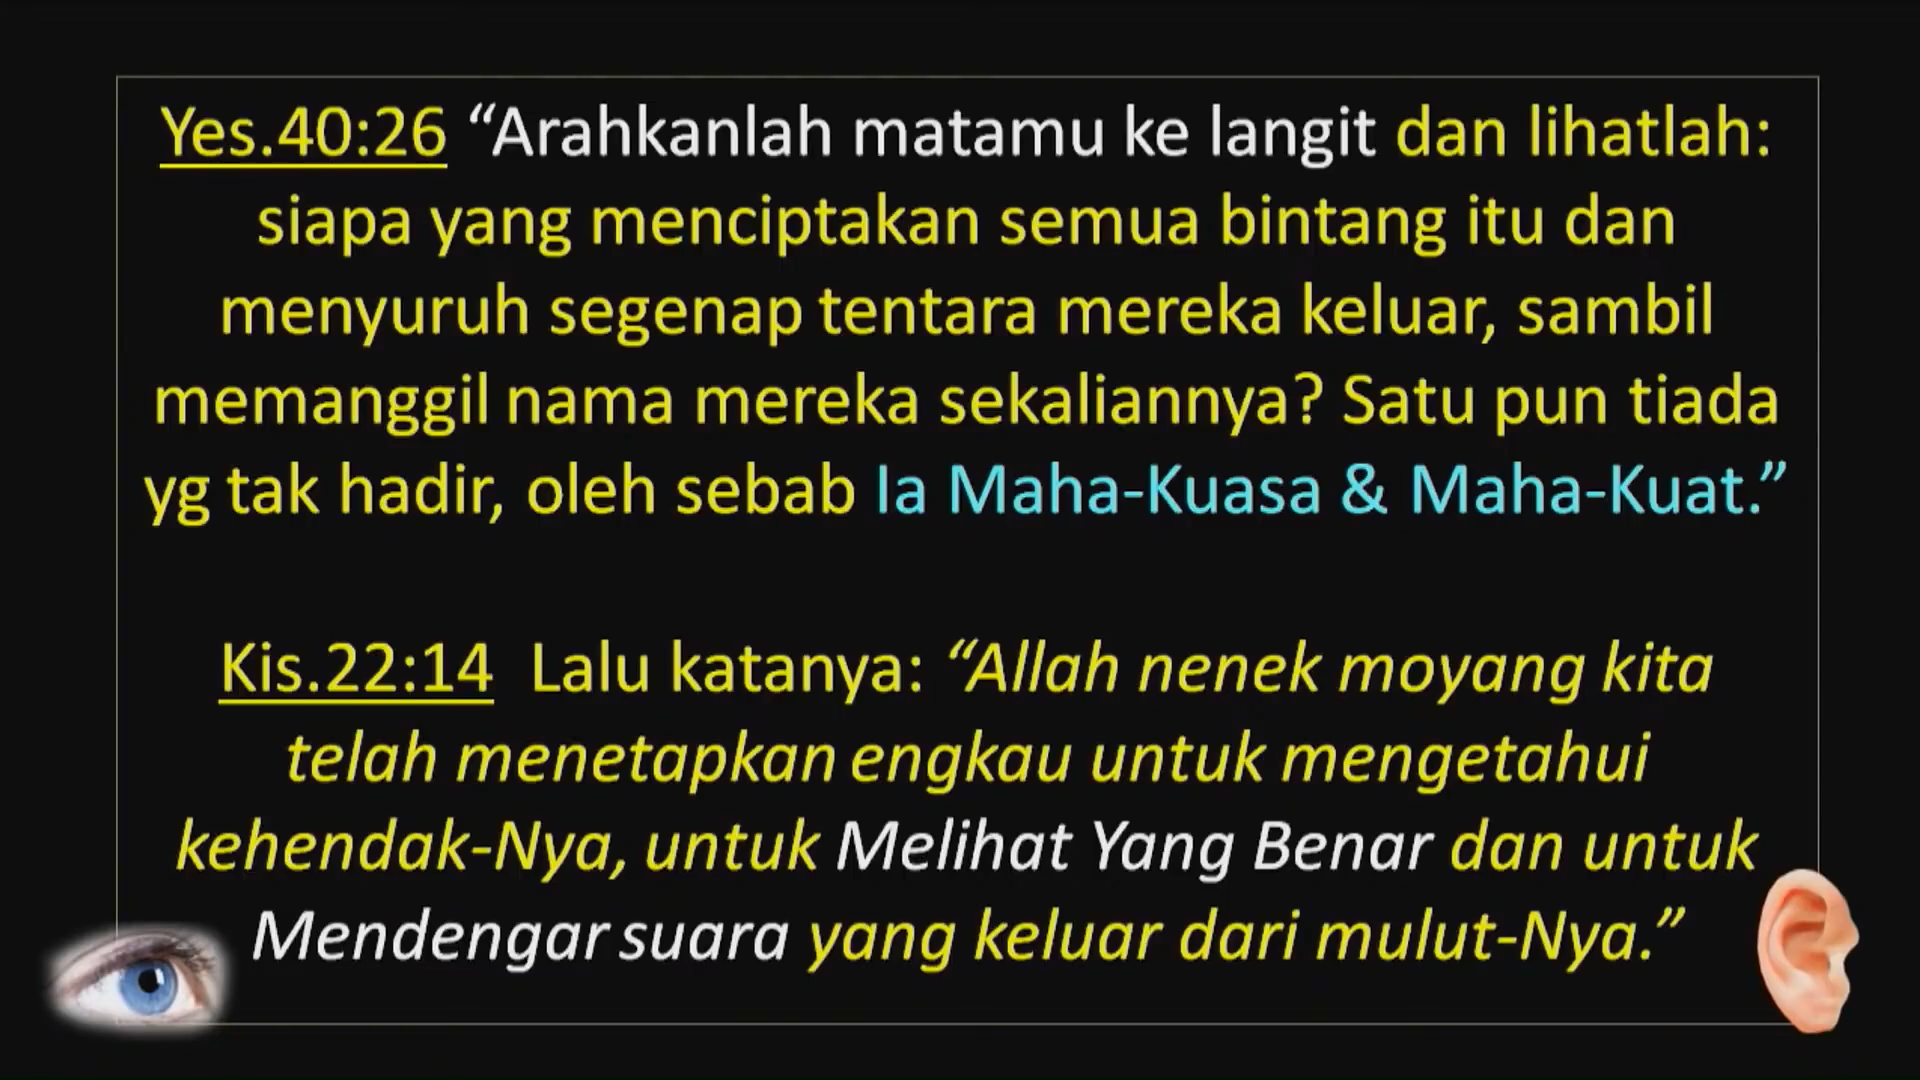 Yes.40:26 “Arahkanlah matamu ke langit dan lihatlah:
siapa yang menciptakan semua bintang itu dan
menyuruh segenap tentara mereka keluar, sambil
memanggil nama mereka sekaliannya? Satu pun tiada
yg tak hadir, oleh sebab Ia Maha-Kuasa & Maha-Kuat.”
Kis.22:14 Lalu katanya: “Allah nenek moyang kita
telah menetapkan engkau untuk mengetahui
kehendak-Nya, untuk Melihat Yang Benar dan untuk
Mendengar suara yang keluar dari mulut-Nya.”